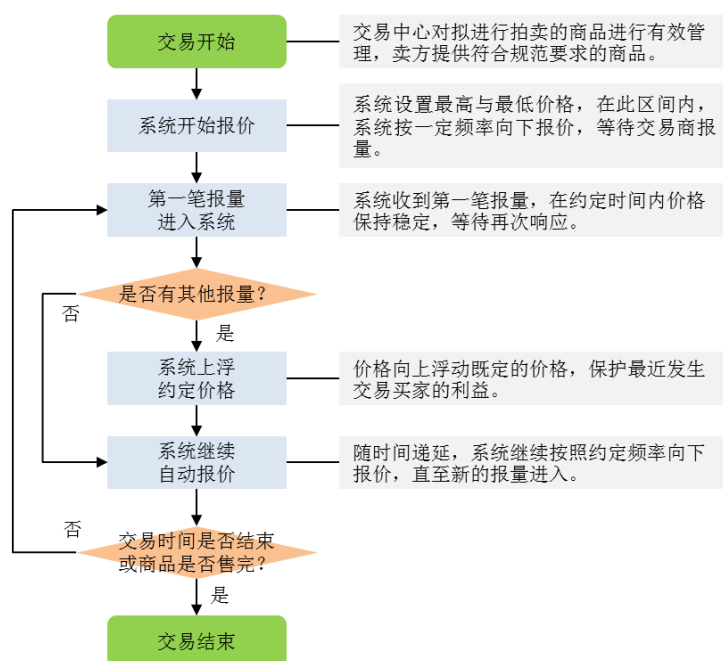 交易开始
交易中心对拟进行拍卖的商品进行有效管
理，卖方提供符合规范要求的商品。
系统开始报价
系统设置最高与最低价格，在此区间内，
系统按一定频率向下报价，等待交易商报
量。
第一笔报量
进入系统
系统收到第一笔报量，在约定时间内价格
保持稳定，等待再次响应。
是否有其他报量？
否
是
系统上浮
约定价格
价格向上浮动既定的价格，保护最近发生
交易买家的利益。
系统继续
自动报价
随时间递延，系统继续按照约定频率向下
报价，直至新的报量进入。
否
交易时间是否结束
或商品是否售完？
是
交易结束